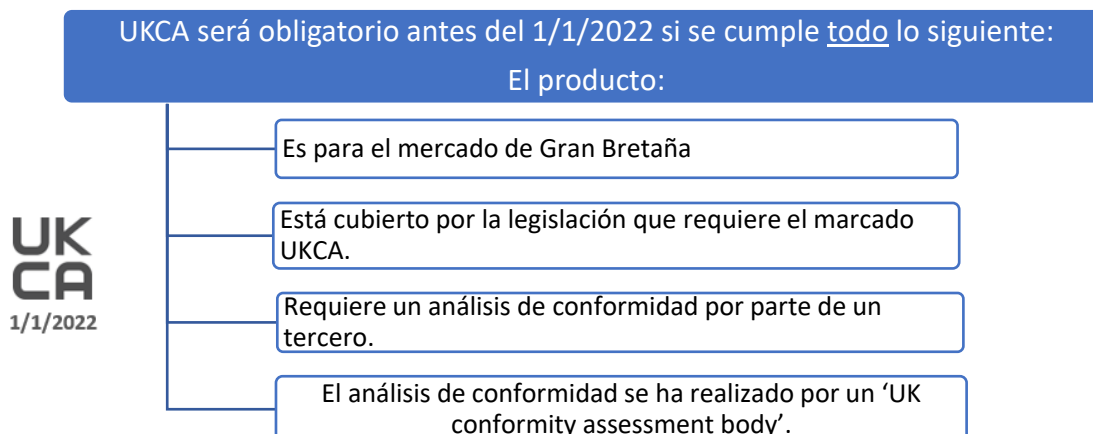 UKCA será obligatorio antes del 1/1/2022 si se cumple todo lo siguiente:
El producto:
Es para el mercado de Gran Bretaña
Está cubierto por la legislación que requiere el marcado
UKCA.
UK
CA
1/1/2022
Requiere un análisis de conformidad por parte de un
tercero.
El análisis de conformidad se ha realizado por un ‘UK
conformity assessment body’.